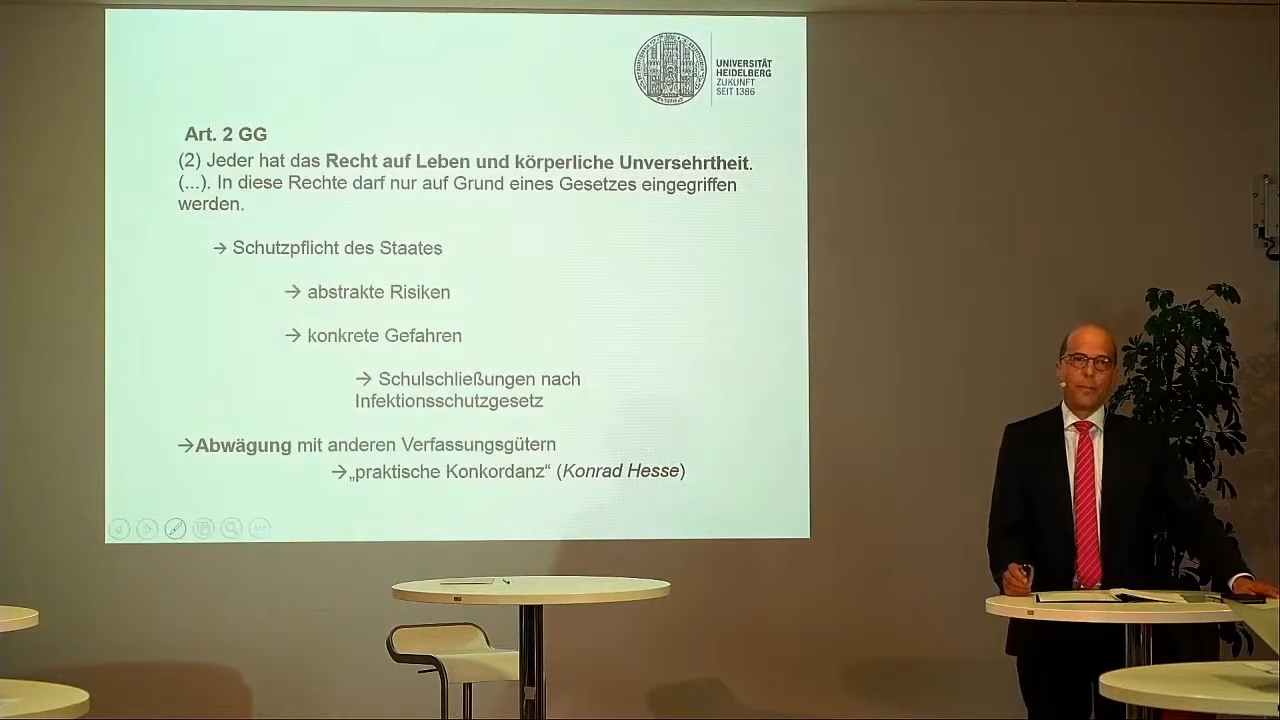 UNIVERSITÄT
HEIDELBERG
ZUKUNFT
SEIT 1386
Art. 2 GG
(2) Jeder hat das Recht auf Leben und körperliche Unversehrtheit.
(...). In diese Rechte darf nur auf Grund eines Gesetzes eingegriffen
werden.
→ Schutzpflicht des Staates
→ abstrakte Risiken
→ konkrete Gefahren
→ Schulschließungen nach
Infektionsschutzgesetz
→Abwägung mit anderen Verfassungsgütern
→„praktische Konkordanz“ (Konrad Hesse)